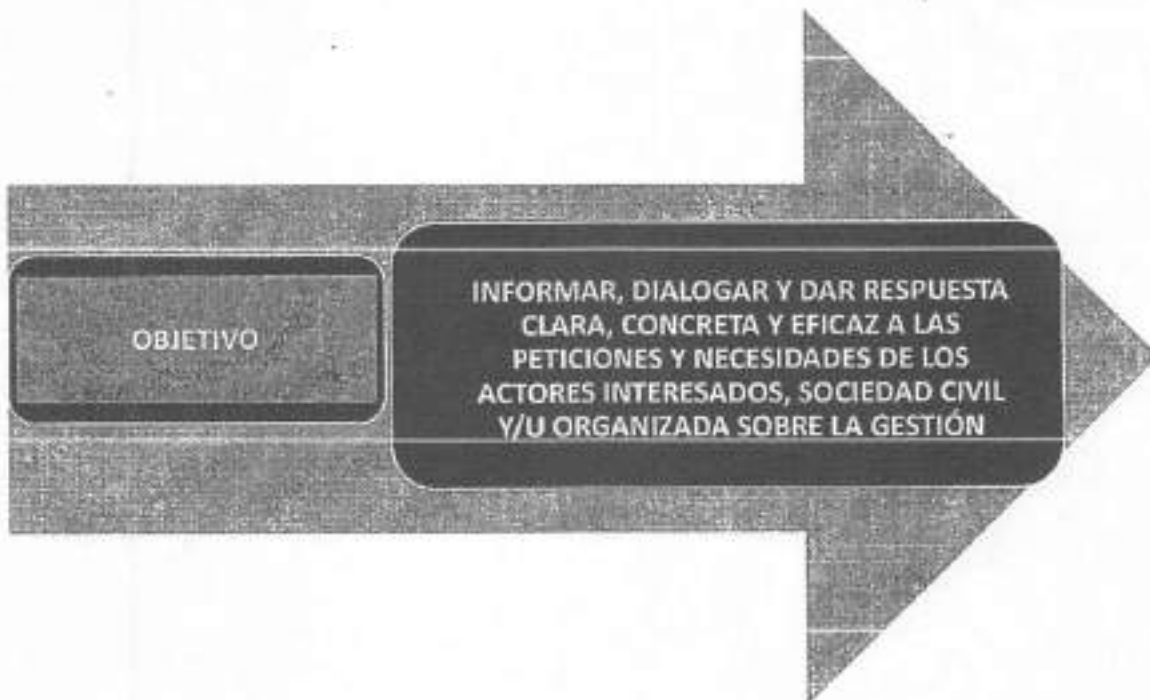 OBJETIVO
INFORMAR, DIALOGAR Y DAR RESPUESTA
CLARA, CONCRETA Y EFICAZ A LAS
PETICIONES Y NECESIDADES DE LOS
ACTORES INTERESADOS, SOCIEDAD CIVIL
Y/U ORGANIZADA SOBRE LA GESTIÓN